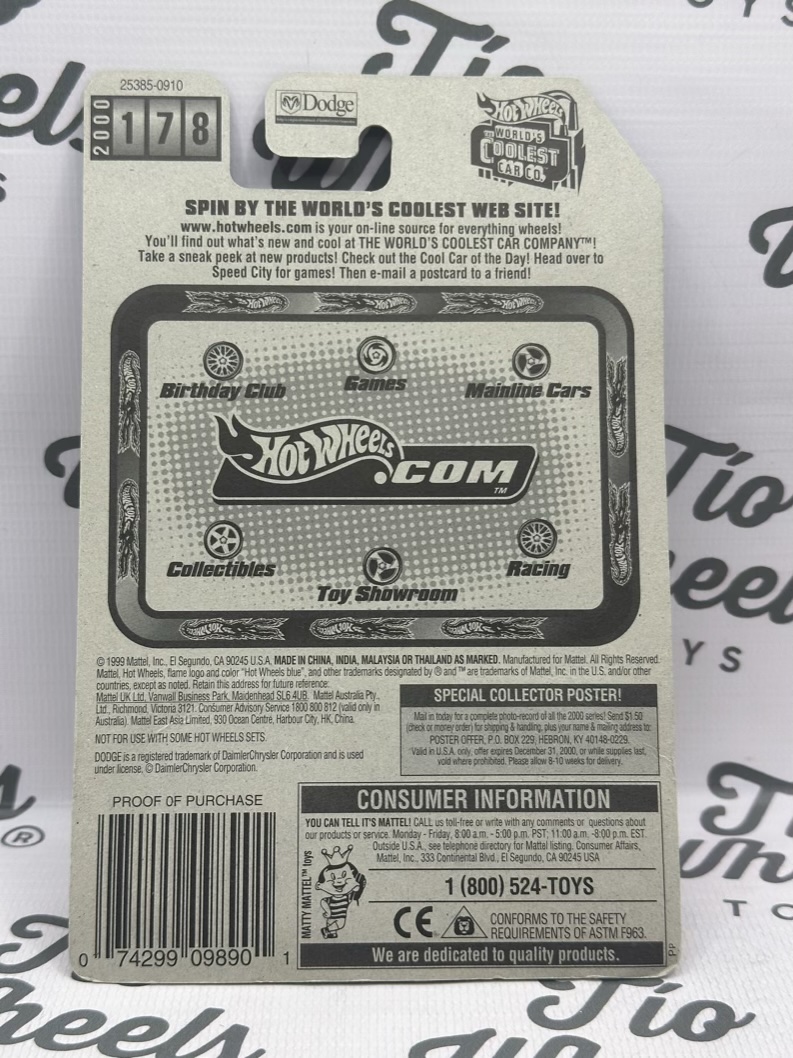 25385-0910
2000
178
Dodge
HOT WHEELS
THE WORLD'S
COOLEST
CAR CO.
SPIN BY THE WORLD'S COOLEST WEB SITE!
www.hotwheels.com is your on-line source for everything wheels!
You'll find out what's new and cool at THE WORLD'S COOLEST CAR COMPANY™!
Take a sneak peek at new products! Check out the Cool Car of the Day! Head over to
Speed City for games! Then e-mail a postcard to a friend!
Birthday Club
Games
Mainline Cars
HOT WHEELS
.COM™
Collectibles
Toy Showroom
Racing
© 1999 Mattel, Inc., El Segundo, CA 90245 U.S.A. MADE IN CHINA, INDIA, MALAYSIA OR THAILAND AS MARKED. Manufactured for Mattel. All Rights Reserved.
Mattel, Hot Wheels, flame logo and color "Hot Wheels blue", and other trademarks designated by ® and ™ are trademarks of Mattel, Inc. in the U.S. and/or other
countries, except as noted. Retain this address for future reference:
Mattel UK Ltd, Vanwall Business Park, Maidenhead SL6 4UB. Mattel Australia Pty.,
Ltd., Richmond, Victoria 3121. Consumer Advisory Service 1800 800 812 (valid only in
Australia). Mattel East Asia Limited, 930 Ocean Centre, Harbour City, HK, China.
NOT FOR USE WITH SOME HOT WHEELS SETS.
DODGE is a registered trademark of DaimlerChrysler Corporation and is used
under license. © DaimlerChrysler Corporation.
SPECIAL COLLECTOR POSTER!
Mail in today for a complete photo-record of all the 2000 series! Send $1.50
(check or money order) for shipping & handling, plus your name & mailing address to:
POSTER OFFER, P.O. BOX 229, HEBRON, KY 40148-0229.
Valid in U.S.A. only, offer expires December 31, 2000, or while supplies last,
void where prohibited. Please allow 8-10 weeks for delivery.
PROOF OF PURCHASE
0 74299 09890 1
CONSUMER INFORMATION
YOU CAN TELL IT'S MATTEL! CALL us toll-free or write with any comments or questions about
our products or service. Monday - Friday, 8:00 a.m. - 5:00 p.m. PST; 11:00 a.m. -8:00 p.m. EST.
Outside U.S.A., see telephone directory for Mattel listing. Consumer Affairs,
Mattel, Inc., 333 Continental Blvd., El Segundo, CA 90245 USA
MATTY MATTEL™ toys
1 (800) 524-TOYS
CE
CONFORMS TO THE SAFETY
REQUIREMENTS OF ASTM F963.
We are dedicated to quality products.
PP
Tío
Wheels
TOYS